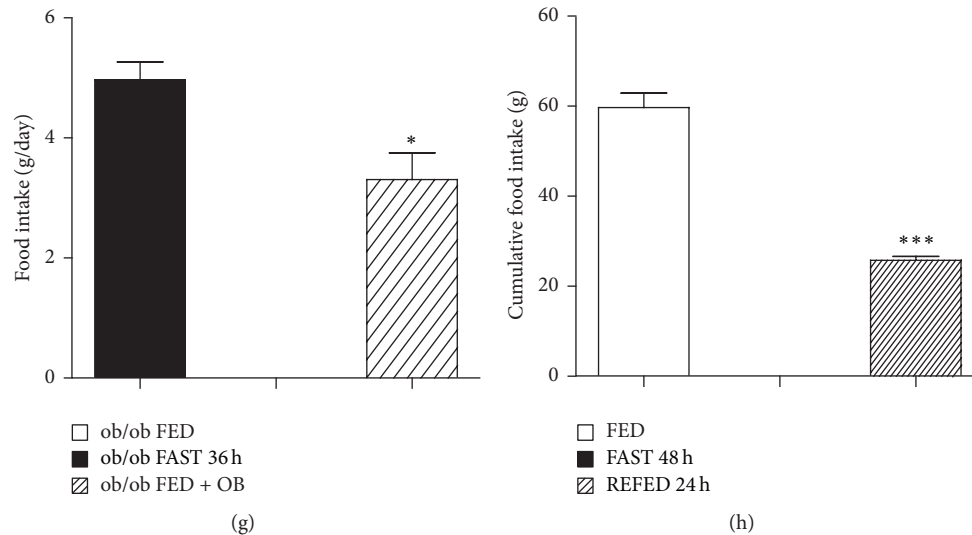 6
4
2
0
Food intake (g/day)
*
ob/ob FED
ob/ob FAST 36 h
ob/ob FED + OB
(g)
60
60
40
20
0
Cumulative food intake (g)
***
FED
FAST 48 h
REFED 24 h
(h)